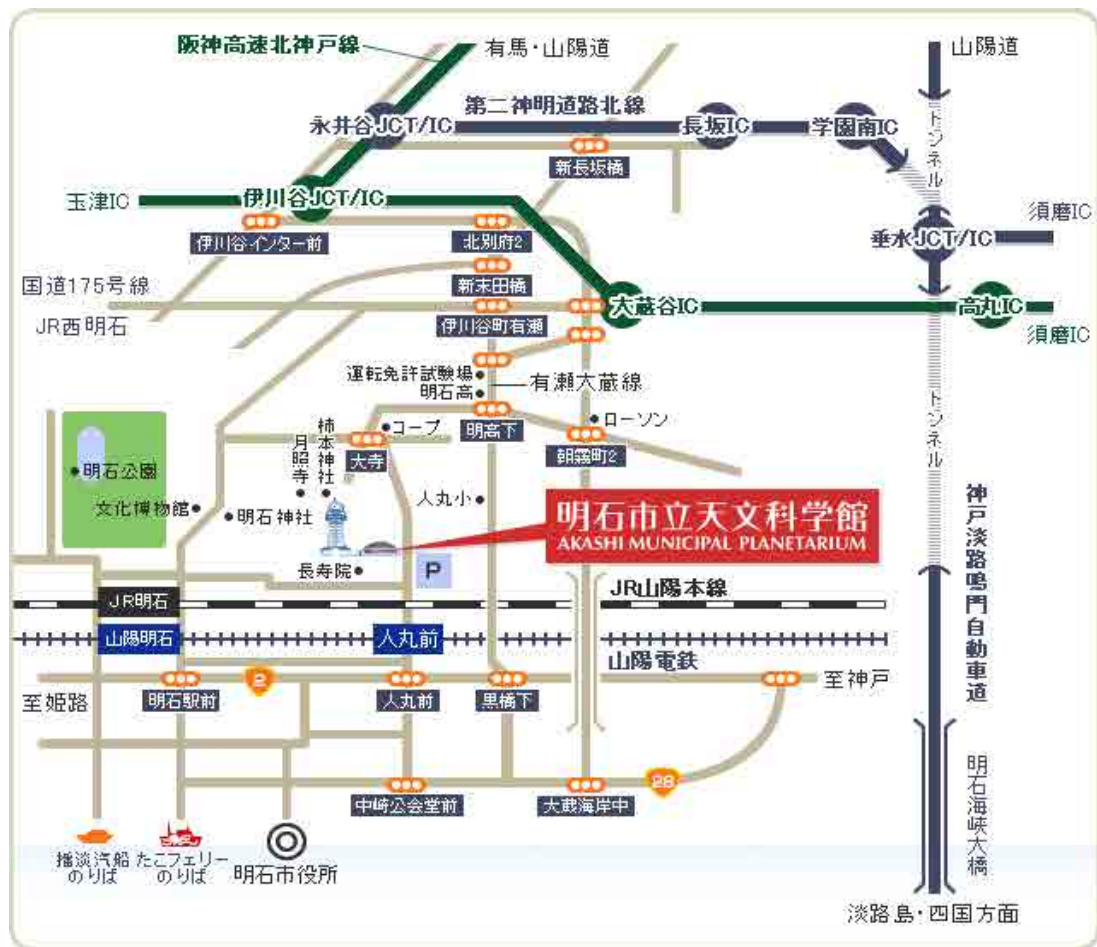 阪神高速北神戸線
有馬・山陽道
山陽道
第二神明道路北線
永井谷JCT/IC
長坂IC
学園南IC
トンネル
新長坂橋
玉津IC
伊川谷JCT/IC
須磨IC
垂水JCT/IC
伊川谷インター前
北別府2
国道175号線
新末田橋
大蔵谷IC
高丸IC
JR西明石
伊川谷町有瀬
須磨IC
運転免許試験場
明石高
有瀬大蔵線
明高下
ローソン
コープ
大寺
朝霧町2
トンネル
柿本神社
月照寺
明石公園
文化博物館
明石神社
人丸小
明石市立天文科学館
AKASHI MUNICIPAL PLANETARIUM
神戸淡路鳴門自動車道
長寿院
P
JR明石
JR山陽本線
山陽明石
人丸前
山陽電鉄
2
至姫路
明石駅前
人丸前
黒橋下
至神戸
28
中崎公会堂前
大蔵海岸中
明石海峡大橋
播淡汽船
のりば
たこフェリー
のりば
明石市役所
淡路島・四国方面